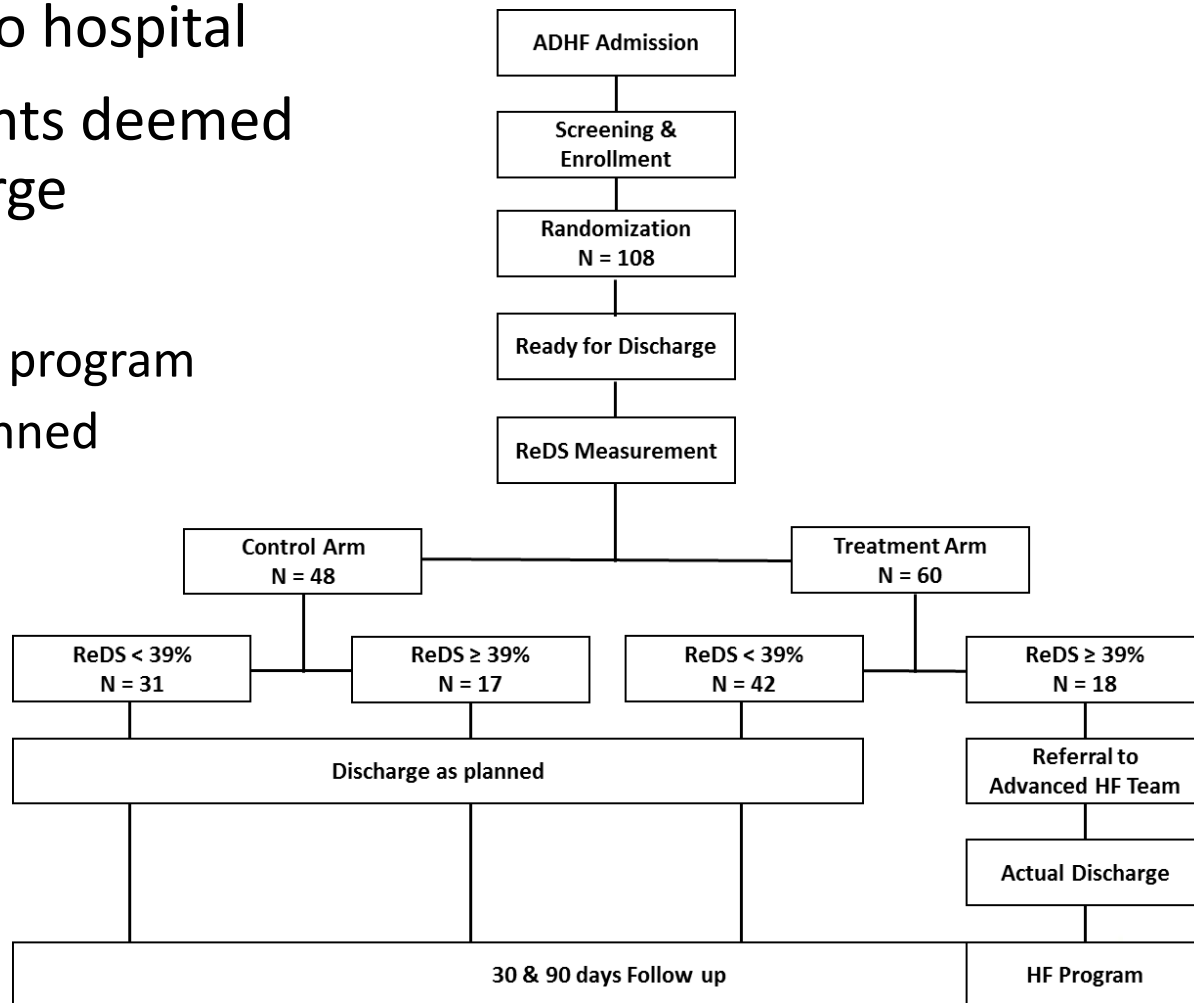 o hospital
nts deemed
rge
program
nned
ADHF Admission
Screening &
Enrollment
Randomization
N = 108
Ready for Discharge
ReDS Measurement
Control Arm
N = 48
Treatment Arm
N = 60
ReDS < 39%
N = 31
ReDS ≥ 39%
N = 17
ReDS < 39%
N = 42
ReDS ≥ 39%
N = 18
Discharge as planned
Referral to
Advanced HF Team
Actual Discharge
30 & 90 days Follow up
HF Program